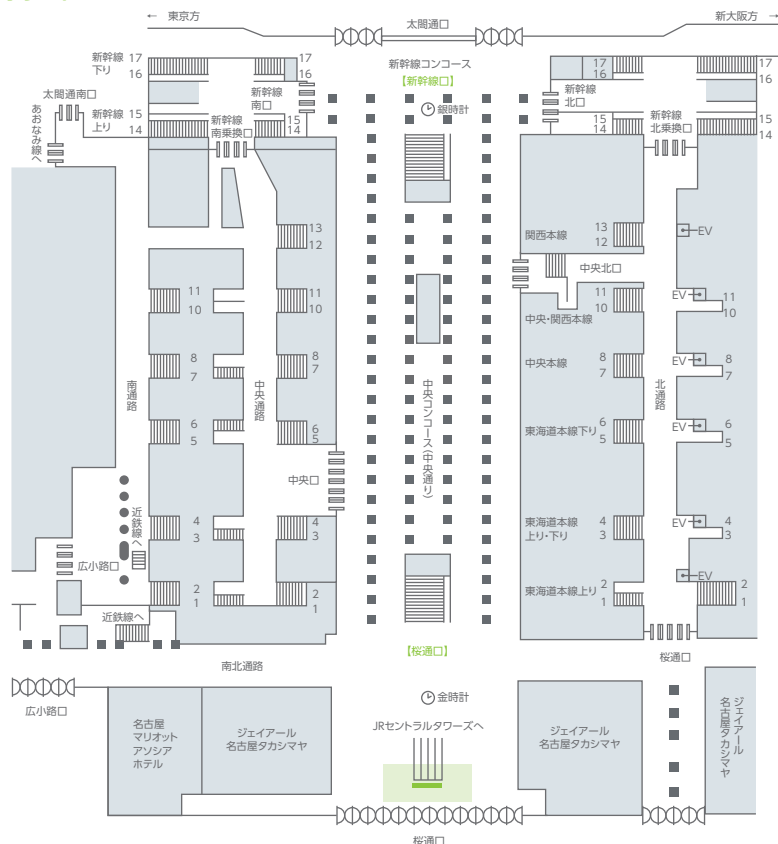 ← 東京方
太閤通口
新大阪方 →
新幹線
下り
17
16
17
16
新幹線コンコース
【新幹線口】
17
16
17
16
太閤通南口
あおなみ線へ
新幹線
上り
15
14
新幹線
南口
新幹線
南乗換口
15
14
銀時計
新幹線
北口
15
14
新幹線
北乗換口
15
14
13
12
関西本線
13
12
EV
中央北口
11
10
11
10
中央・関西本線
11
10
EV
11
10
8
7
8
7
中央本線
8
7
EV
8
7
南通路
中央通路
中央コンコース(中央通り)
北通路
6
5
6
5
東海道本線下り
6
5
EV
6
5
中央口
近鉄線へ
4
3
4
3
東海道本線
上り・下り
4
3
EV
4
3
広小路口
2
1
2
1
東海道本線上り
2
1
EV
2
1
近鉄線へ
【桜通口】
桜通口
南北通路
広小路口
金時計
JRセントラルタワーズへ
名古屋
マリオット
アソシア
ホテル
ジェイアール
名古屋タカシマヤ
ジェイアール
名古屋タカシマヤ
ジェイアール
名古屋タカシマヤ
桜通口